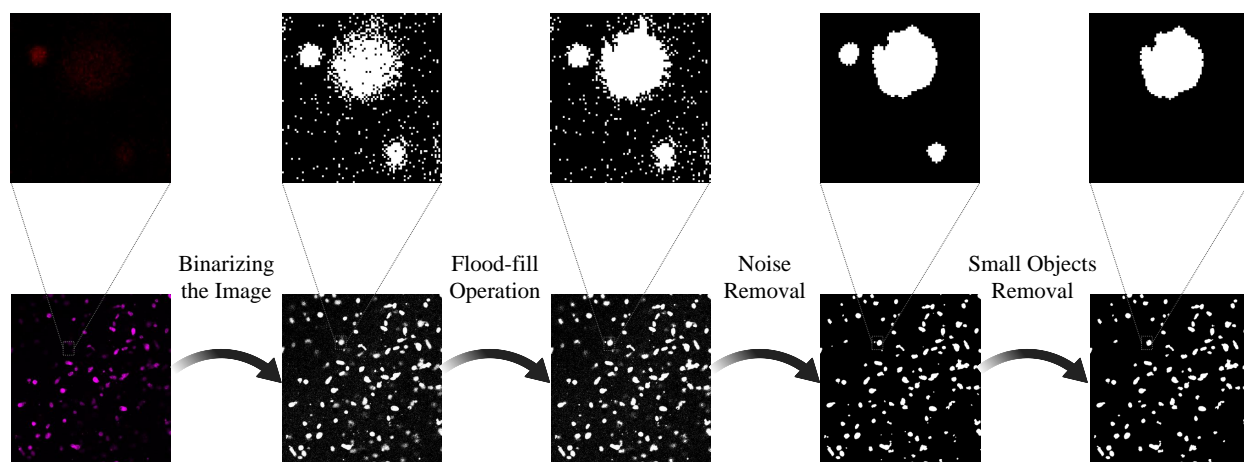 Binarizing
the Image
Flood-fill
Operation
Noise
Removal
Small Objects
Removal